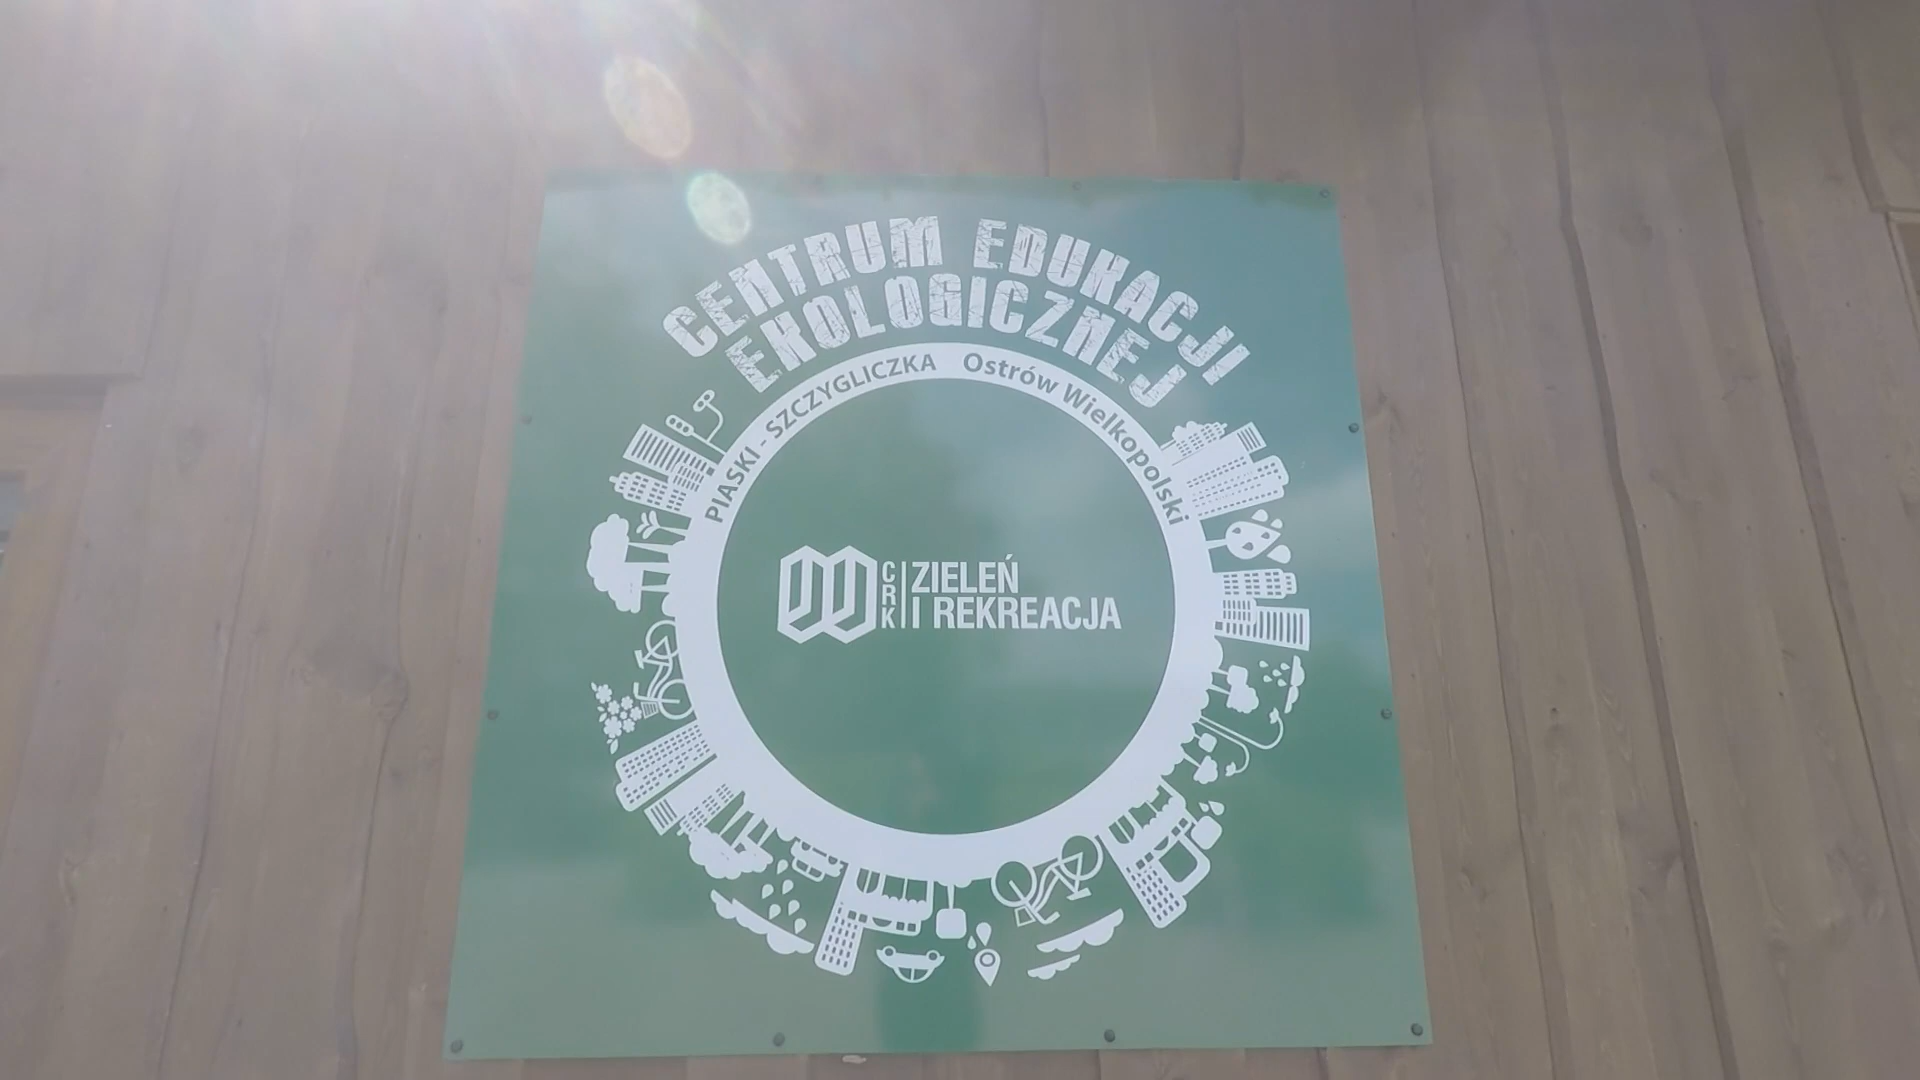 CENTRUM EDUKACJI
EKOLOGICZNEJ
PIASKI - SZCZYGLICZKA Ostrów Wielkopolski
CRK
ZIELEŃ
I REKREACJA